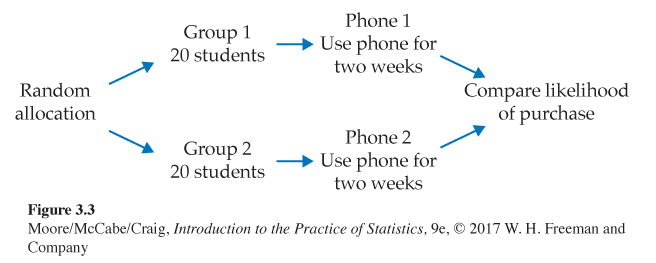 Random
allocation
Group 1
20 students
Phone 1
Use phone for
two weeks
Group 2
20 students
Phone 2
Use phone for
two weeks
Compare likelihood
of purchase
Figure 3.3
Moore/McCabe/Craig, Introduction to the Practice of Statistics, 9e, © 2017 W. H. Freeman and
Company